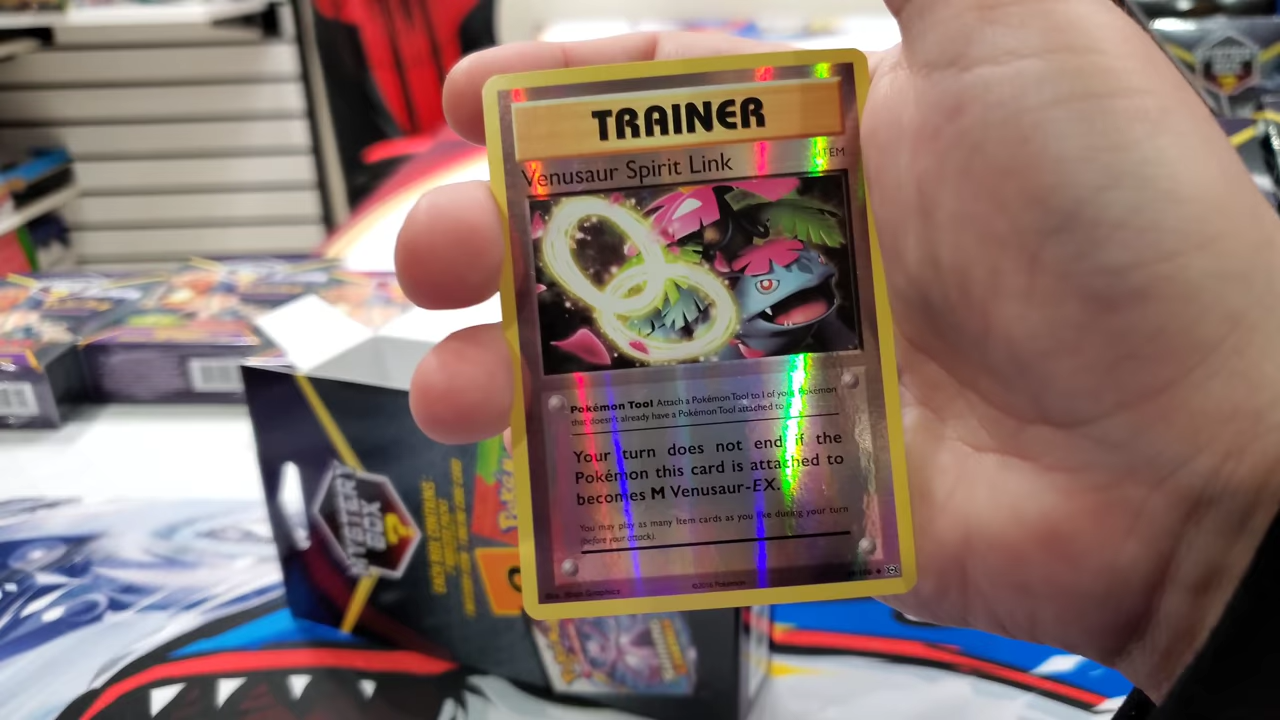 TRAINER
ITEM
Venusaur Spirit Link
Pokémon Tool Attach a Pokémon Tool to 1 of your Pokémon
that doesn't already have a Pokémon Tool attached to
Your turn does not end if the
Pokémon this card is attached to
becomes M Venusaur-EX.
You may play as many Item cards as you like during your turn
(before your attack).
©2016 Pokémon
MYSTERY
BOX
?
Pokémon